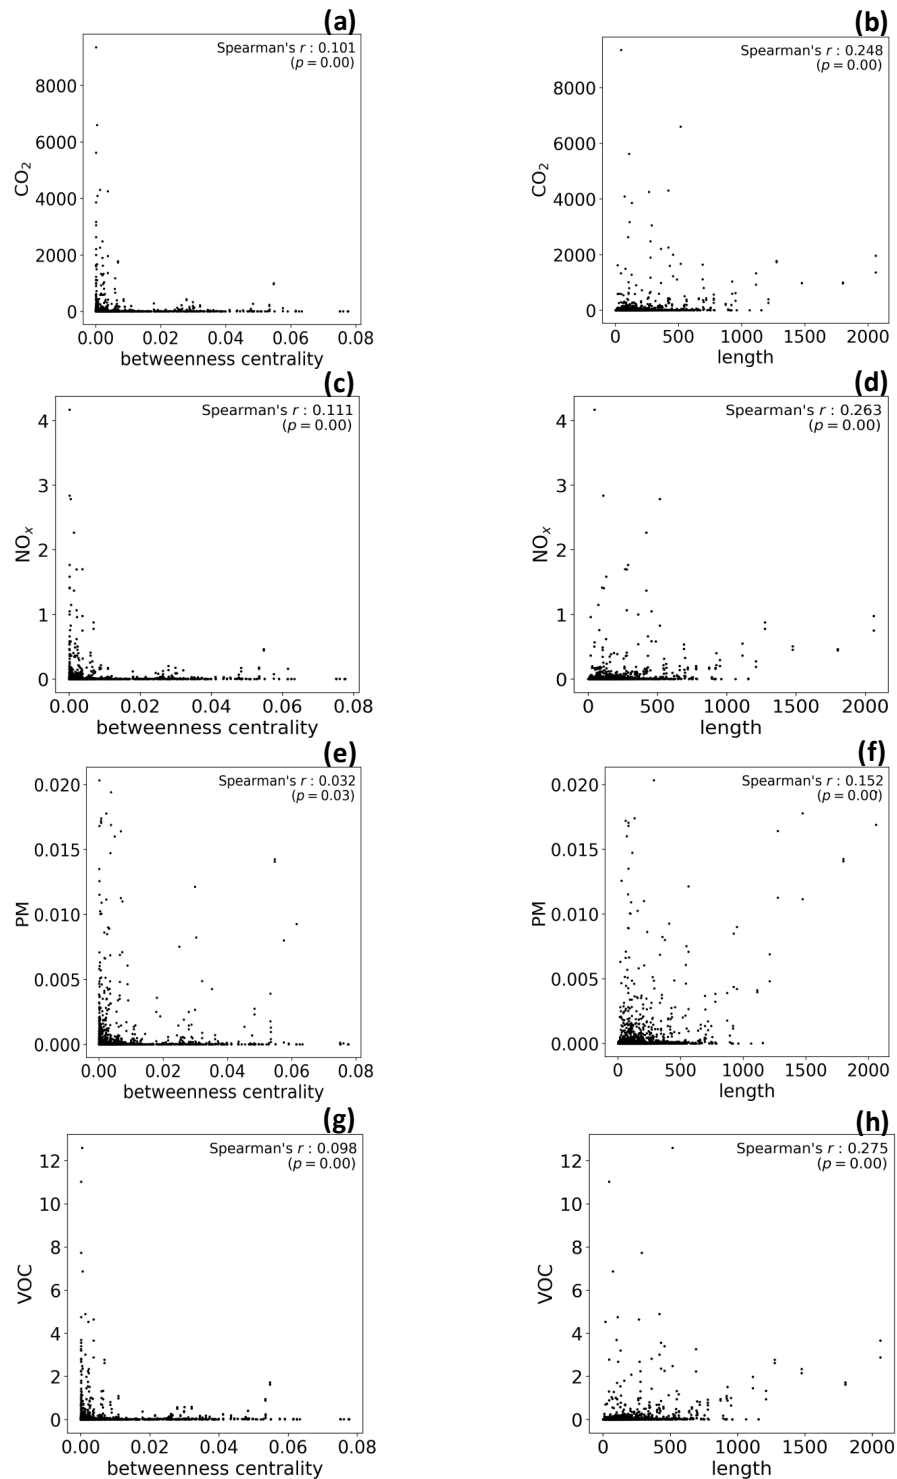 (a)
(b)
Spearman's r : 0.101
(p = 0.00)
8000
6000
4000
2000
0
CO₂
0.00 0.02 0.04 0.06 0.08
betweenness centrality
Spearman's r : 0.248
(p = 0.00)
8000
6000
4000
2000
0
CO₂
0 500 1000 1500 2000
length
(c)
(d)
Spearman's r : 0.111
(p = 0.00)
4
3
2
1
0
NOₓ
0.00 0.02 0.04 0.06 0.08
betweenness centrality
Spearman's r : 0.263
(p = 0.00)
4
3
2
1
0
NOₓ
0 500 1000 1500 2000
length
(e)
(f)
Spearman's r : 0.032
(p = 0.03)
0.020
0.015
0.010
0.005
0.000
PM
0.00 0.02 0.04 0.06 0.08
betweenness centrality
Spearman's r : 0.152
(p = 0.00)
0.020
0.015
0.010
0.005
0.000
PM
0 500 1000 1500 2000
length
(g)
(h)
Spearman's r : 0.098
(p = 0.00)
12
10
8
6
4
2
0
VOC
0.00 0.02 0.04 0.06 0.08
betweenness centrality
Spearman's r : 0.275
(p = 0.00)
12
10
8
6
4
2
0
VOC
0 500 1000 1500 2000
length